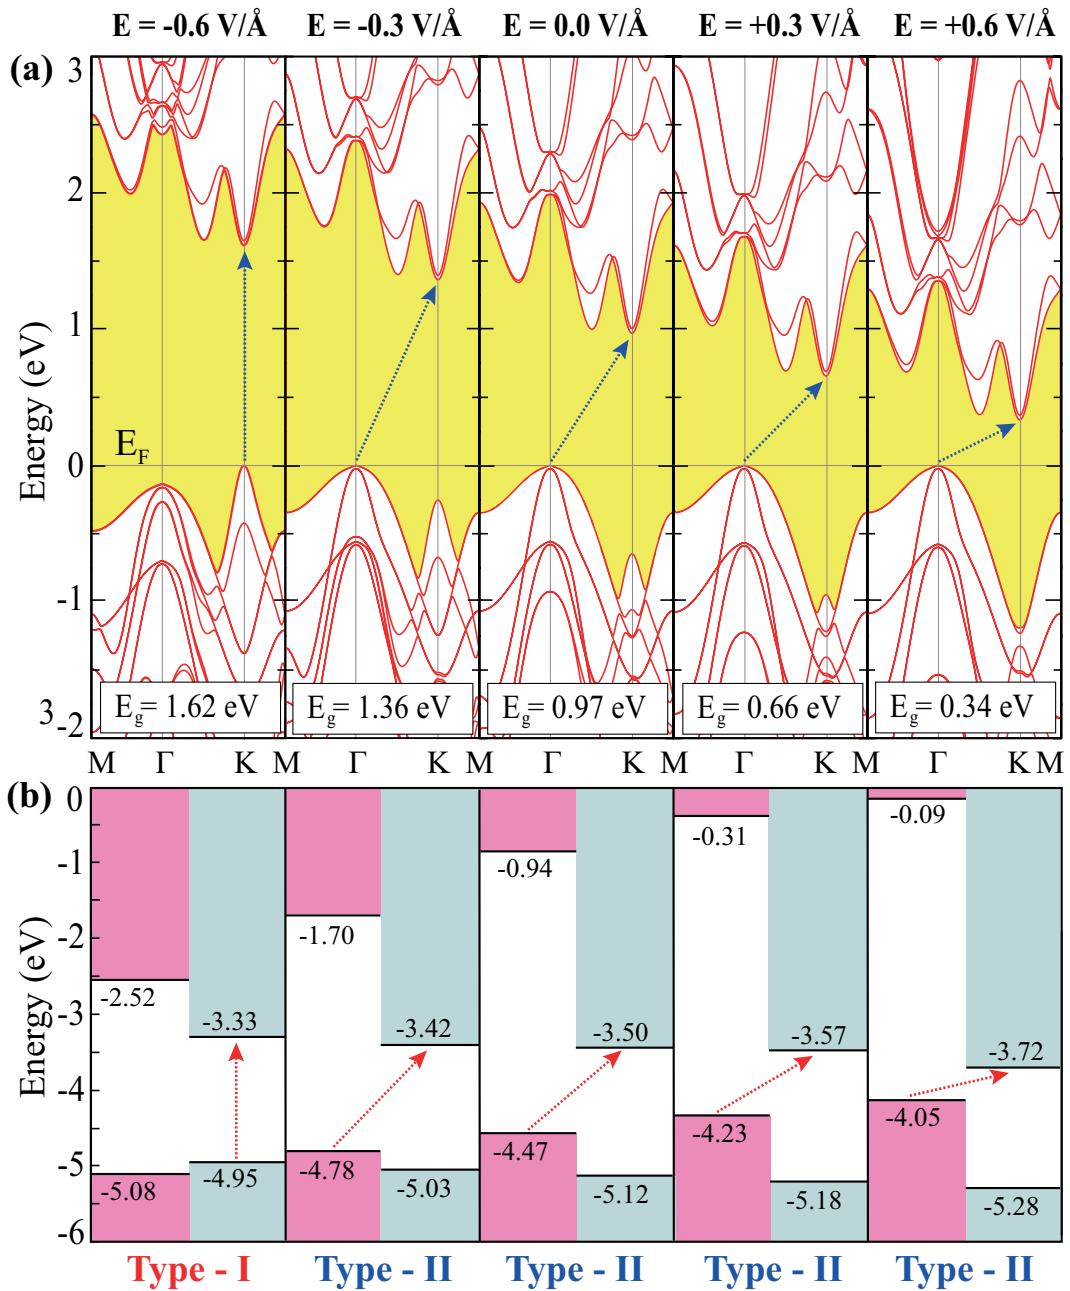 E = -0.6 V/Å E = -0.3 V/Å E = 0.0 V/Å E = +0.3 V/Å E = +0.6 V/Å
(a)
3
2
1
0
-1
3
-2
Energy (eV)
E_F
E_g= 1.62 eV E_g= 1.36 eV E_g= 0.97 eV E_g= 0.66 eV E_g= 0.34 eV
M Γ K M Γ K M Γ K M Γ K M Γ K M
(b)
0
-1
-2
-3
-4
-5
-6
Energy (eV)
-2.52 -3.33 -5.08 -4.95
-1.70 -3.42 -4.78 -5.03
-0.94 -3.50 -4.47 -5.12
-0.31 -3.57 -4.23 -5.18
-0.09 -3.72 -4.05 -5.28
Type - I Type - II Type - II Type - II Type - II